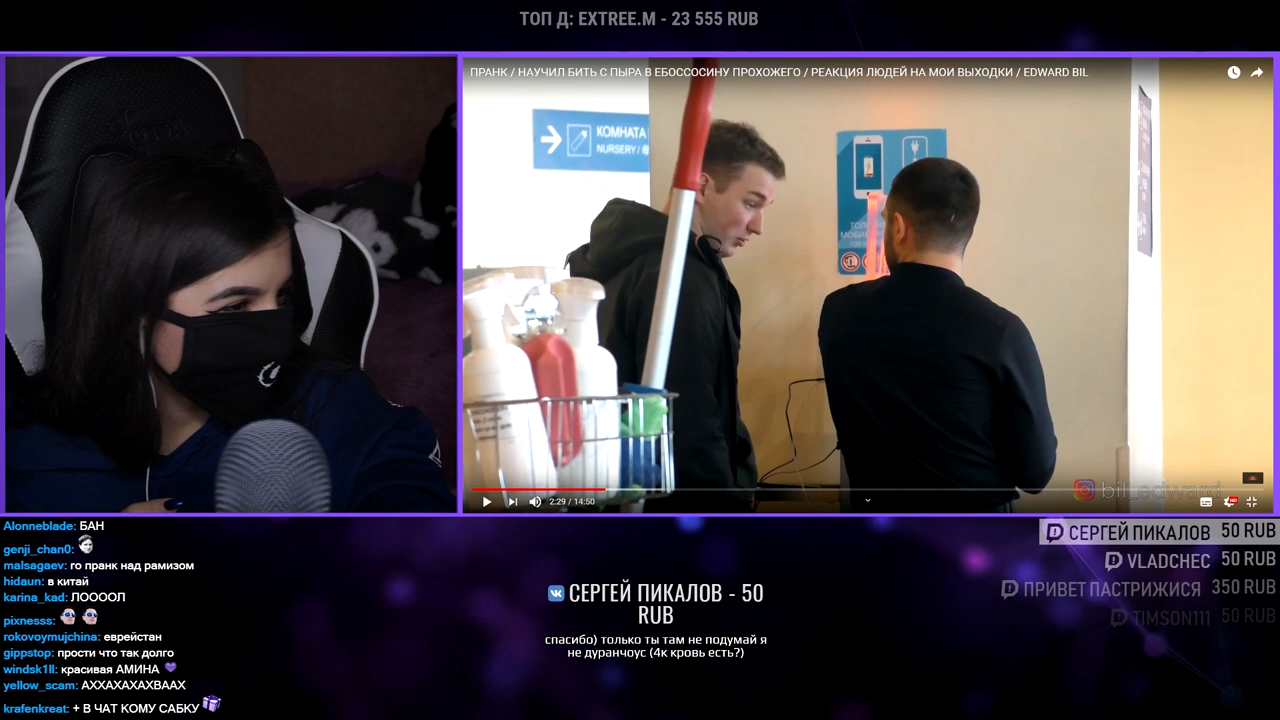 ТОП Д: EXTREE.M - 23 555 RUB
ПРАНК / НАУЧИЛ БИТЬ С ПЫРА В ЕБОССОСИНУ ПРОХОЖЕГО / РЕАКЦИЯ ЛЮДЕЙ НА МОИ ВЫХОДКИ / EDWARD BIL
КОМНАТА
NURSERY /
2:29 / 14:50
bil_edward
HD
Alonneblade: БАН
genji_chan0:
malsagaev: го пранк над рамизом
hidaun: в китай
karina_kad: ЛООООЛ
pixnesss:
rokovoymujchina: еврейстан
gippstop: прости что так долго
windsk1ll: красивая АМИНА
yellow_scam: АХХАХАХАХВААХ
krafenkreat: + В ЧАТ КОМУ САБКУ
СЕРГЕЙ ПИКАЛОВ - 50
RUB
спасибо) только ты там не подумай я
не дуранчоус (4к кровь есть?)
СЕРГЕЙ ПИКАЛОВ 50 RUB
VLADCHEC 50 RUB
ПРИВЕТ ПАСТРИЖИСЯ 350 RUB
TIMSON111 50 RUB